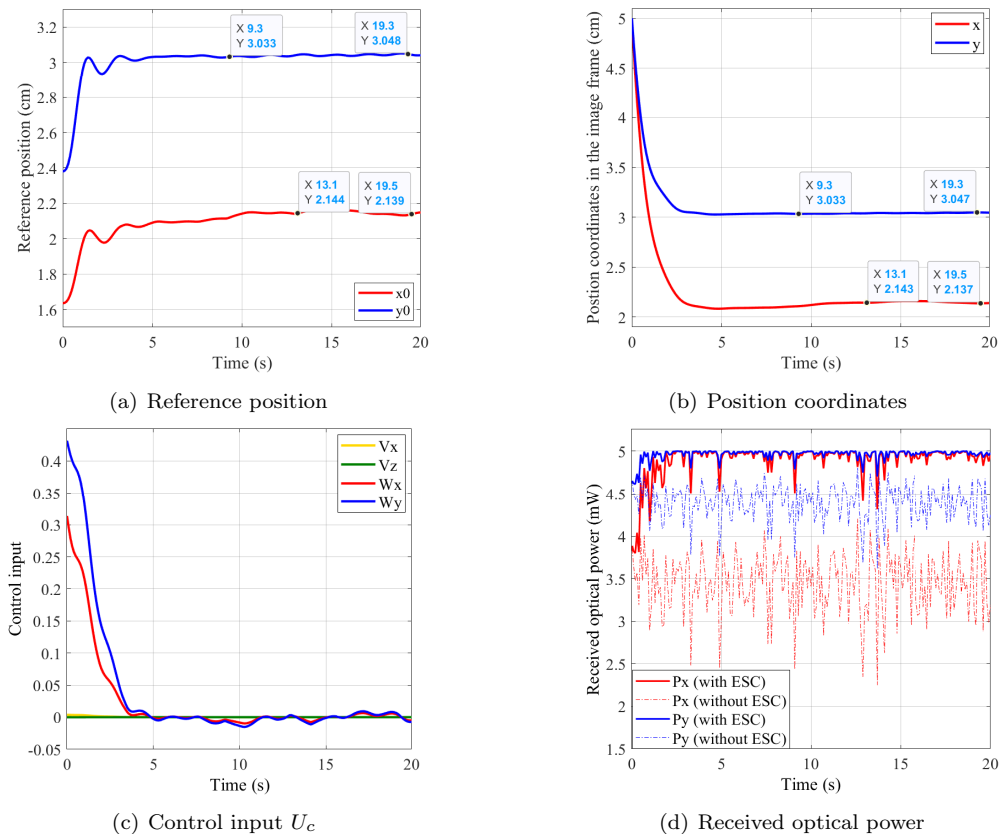 3.2
3
2.8
2.6
2.4
2.2
2
1.8
1.6
Reference position (cm)
X 9.3
Y 3.033
X 19.3
Y 3.048
X 13.1
Y 2.144
X 19.5
Y 2.139
x0
y0
0 5 10 15 20
Time (s)
(a) Reference position
5
4.5
4
3.5
3
2.5
2
Postion coordinates in the image frame (cm)
x
y
X 9.3
Y 3.033
X 19.3
Y 3.047
X 13.1
Y 2.143
X 19.5
Y 2.137
0 5 10 15 20
Time (s)
(b) Position coordinates
0.4
0.35
0.3
0.25
0.2
0.15
0.1
0.05
0
-0.05
Control input
Vx
Vz
Wx
Wy
0 5 10 15 20
Time (s)
(c) Control input U_c
5
4.5
4
3.5
3
2.5
2
1.5
Received optical power (mW)
Px (with ESC)
Px (without ESC)
Py (with ESC)
Py (without ESC)
0 5 10 15 20
Time (s)
(d) Received optical power